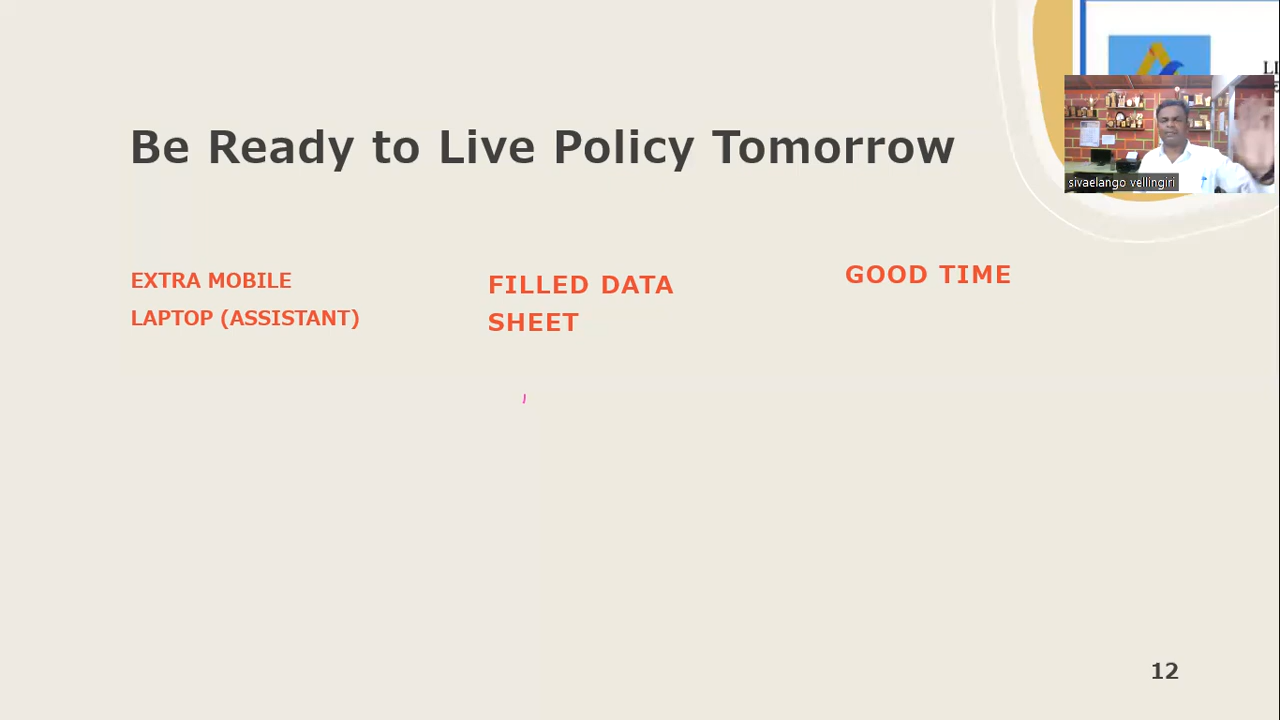 Be Ready to Live Policy Tomorrow
sivaelango vellingiri
EXTRA MOBILE
LAPTOP (ASSISTANT)
FILLED DATA
SHEET
GOOD TIME
12